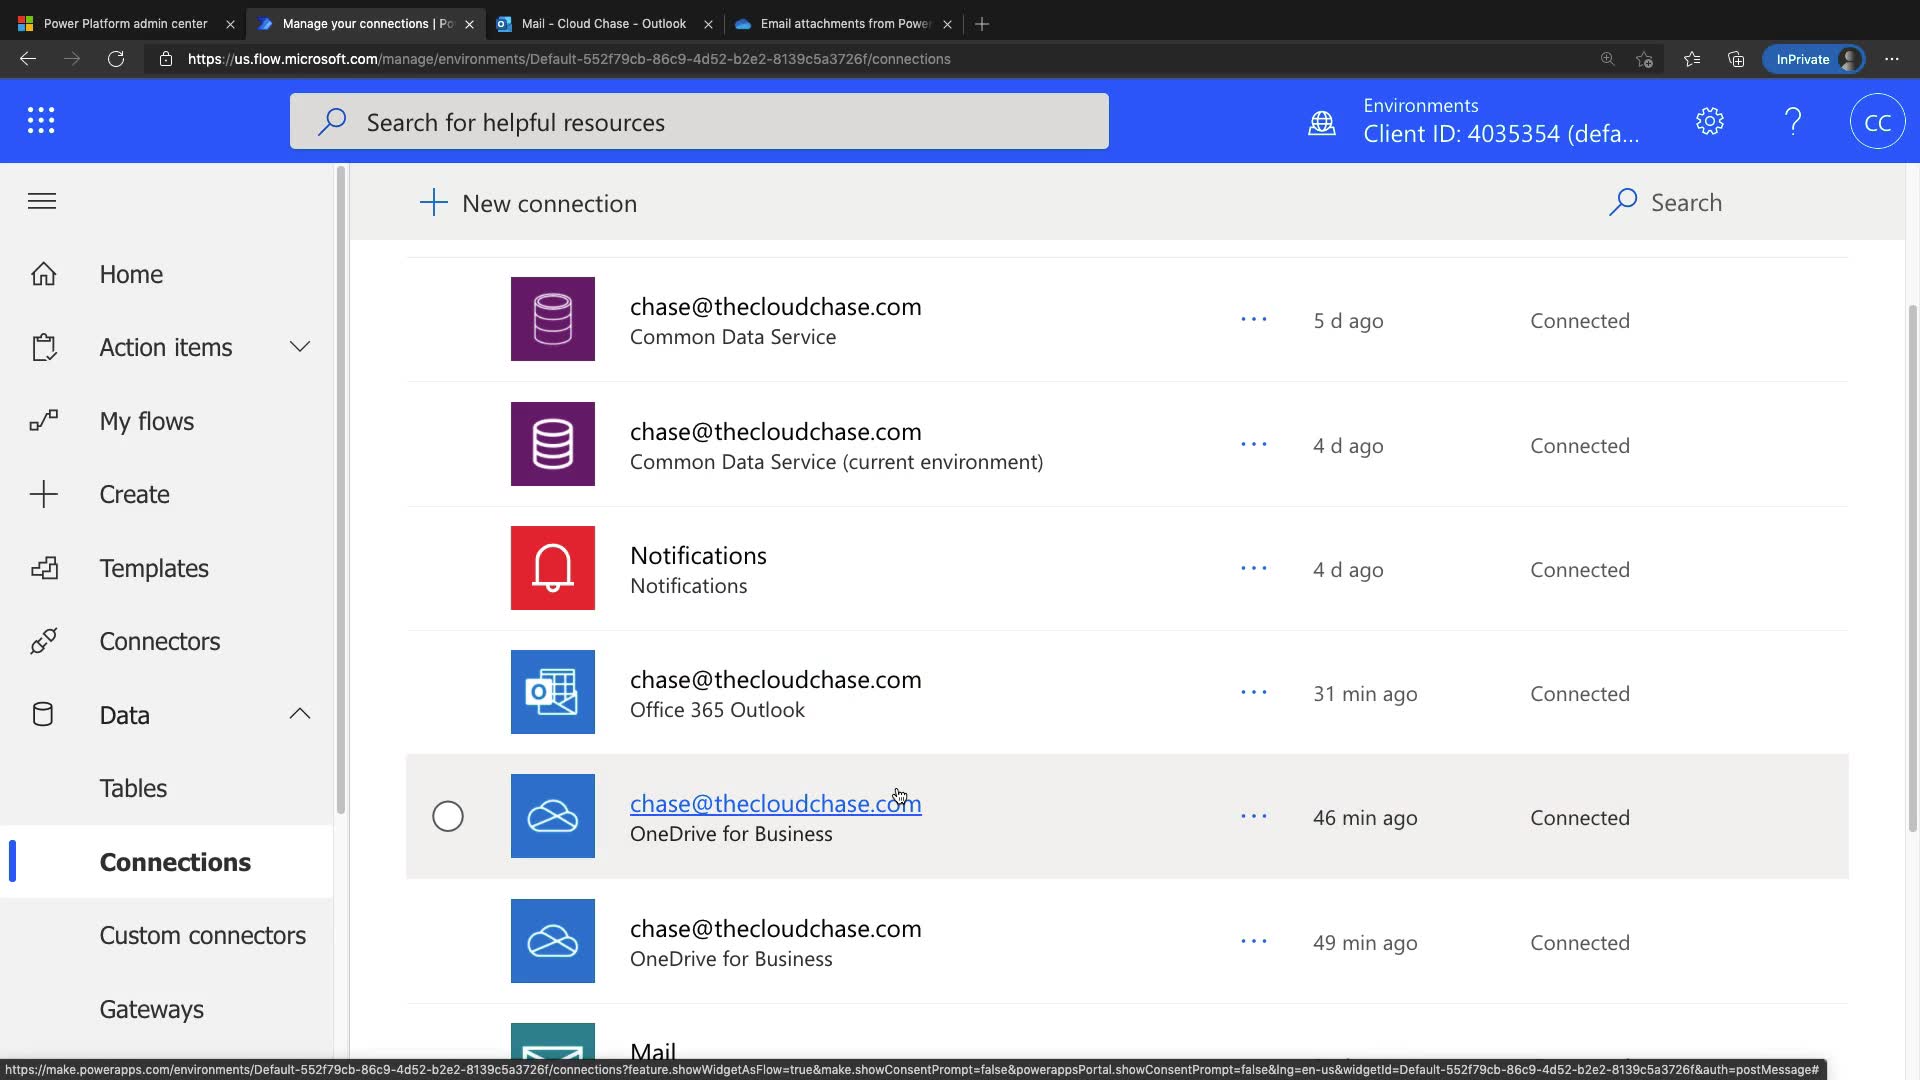 Power Platform admin center
Manage your connections | Po
Mail - Cloud Chase - Outlook
Email attachments from Power
https://us.flow.microsoft.com/manage/environments/Default-552f79cb-86c9-4d52-b2e2-8139c5a3726f/connections
InPrivate
Search for helpful resources
Environments
Client ID: 4035354 (defa...
?
CC
Home
Action items
My flows
Create
Templates
Connectors
Data
Tables
Connections
Custom connectors
Gateways
New connection
Search
chase@thecloudchase.com
Common Data Service
5 d ago
Connected
chase@thecloudchase.com
Common Data Service (current environment)
4 d ago
Connected
Notifications
Notifications
4 d ago
Connected
chase@thecloudchase.com
Office 365 Outlook
31 min ago
Connected
chase@thecloudchase.com
OneDrive for Business
46 min ago
Connected
chase@thecloudchase.com
OneDrive for Business
49 min ago
Connected
Mail
https://make.powerapps.com/environments/Default-552f79cb-86c9-4d52-b2e2-8139c5a3726f/connections?feature.showWidgetAsFlow=true&make.showConsentPrompt=false&powerappsPortal.showConsentPrompt=false&lng=en-us&widgetId=Default-552f79cb-86c9-4d52-b2e2-8139c5a3726f&auth=postMessage#